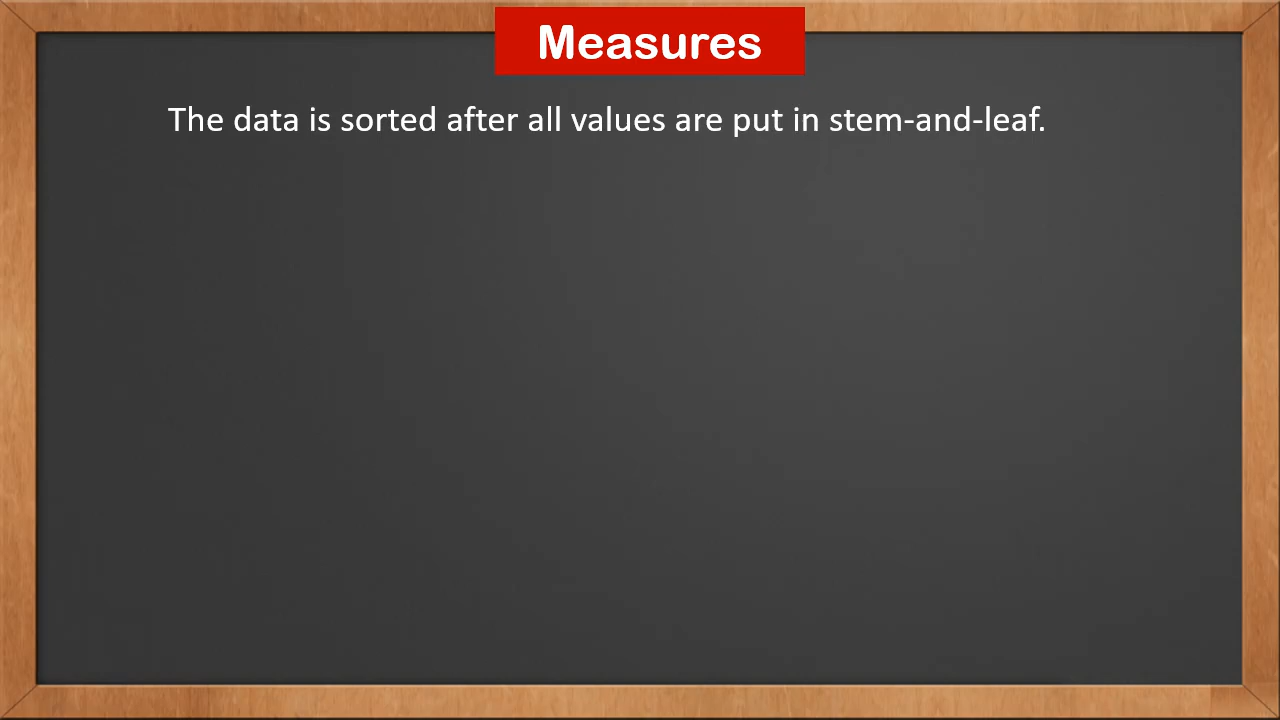 Measures
The data is sorted after all values are put in stem-and-leaf.